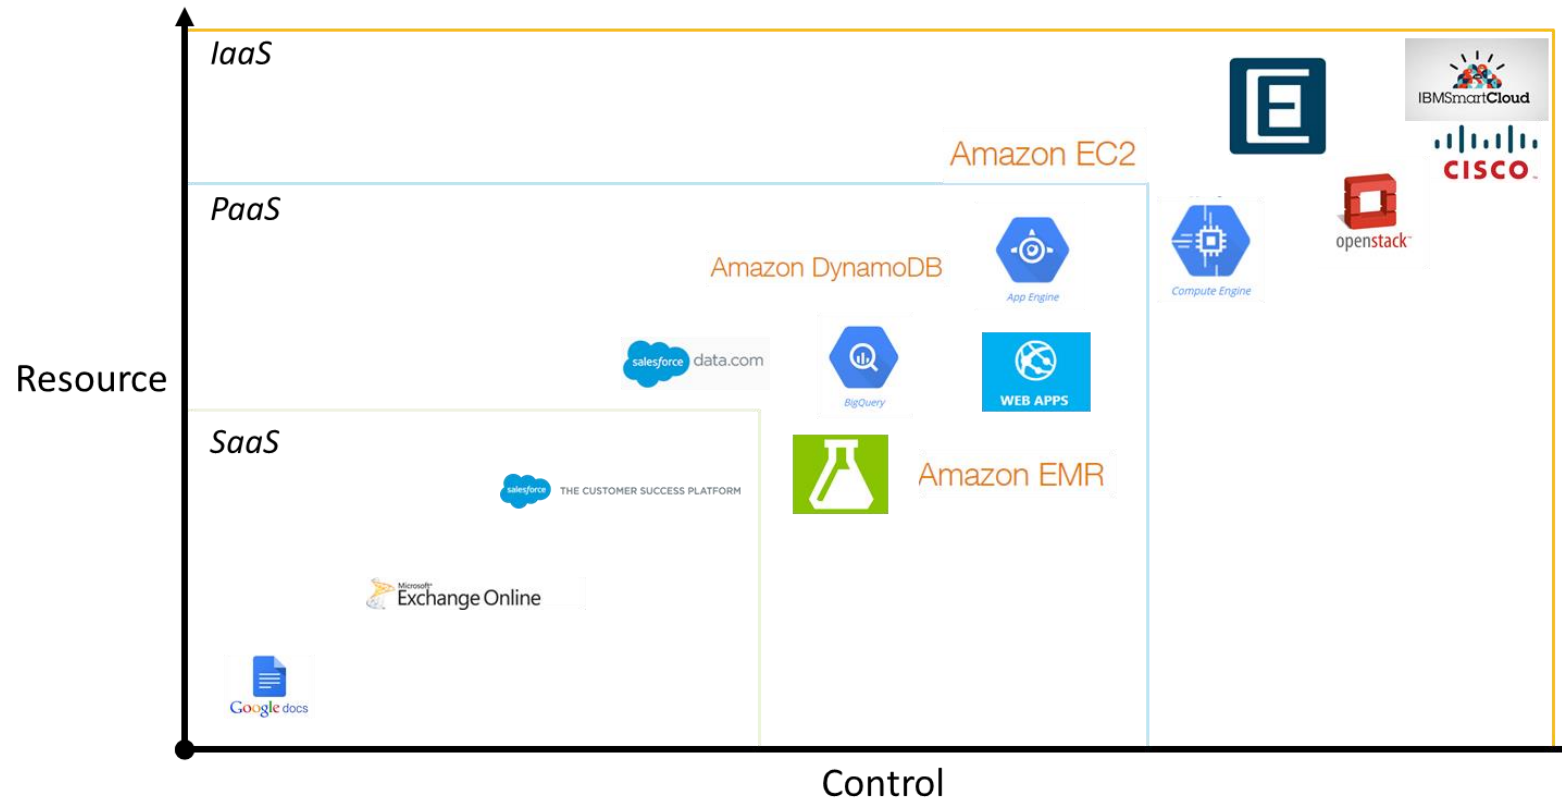 IaaS
IBMSmartCloud
E
Amazon EC2
CISCO
PaaS
openstack™
Amazon DynamoDB
App Engine
Compute Engine
salesforce data.com
BigQuery
WEB APPS
Resource
SaaS
Amazon EMR
salesforce THE CUSTOMER SUCCESS PLATFORM
Microsoft®
Exchange Online
Google docs
Control